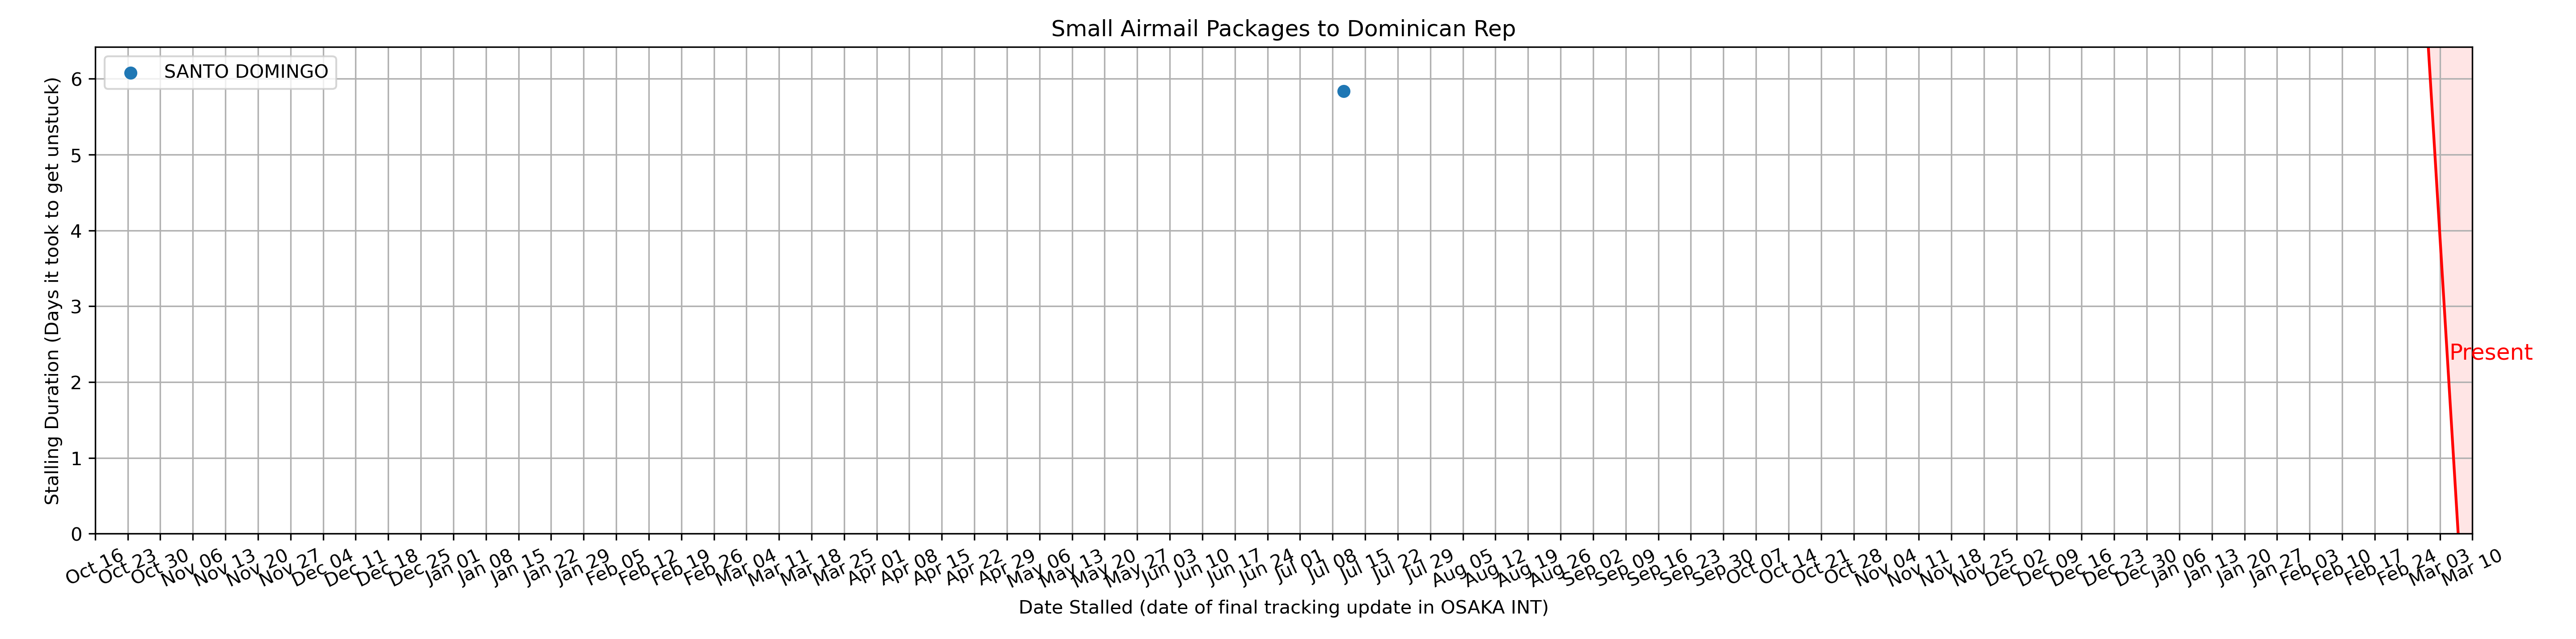 Small Airmail Packages to Dominican Rep
SANTO DOMINGO
Stalling Duration (Days it took to get unstuck)
6
5
4
3
2
1
0
Present
Oct 16
Oct 23
Oct 30
Nov 06
Nov 13
Nov 20
Nov 27
Dec 04
Dec 11
Dec 18
Dec 25
Jan 01
Jan 08
Jan 15
Jan 22
Jan 29
Feb 05
Feb 12
Feb 19
Feb 26
Mar 04
Mar 11
Mar 18
Mar 25
Apr 01
Apr 08
Apr 15
Apr 22
Apr 29
May 06
May 13
May 20
May 27
Jun 03
Jun 10
Jun 17
Jun 24
Jul 01
Jul 08
Jul 15
Jul 22
Jul 29
Aug 05
Aug 12
Aug 19
Aug 26
Sep 02
Sep 09
Sep 16
Sep 23
Sep 30
Oct 07
Oct 14
Oct 21
Oct 28
Nov 04
Nov 11
Nov 18
Nov 25
Dec 02
Dec 09
Dec 16
Dec 23
Dec 30
Jan 06
Jan 13
Jan 20
Jan 27
Feb 03
Feb 10
Feb 17
Feb 24
Mar 03
Mar 10
Date Stalled (date of final tracking update in OSAKA INT)